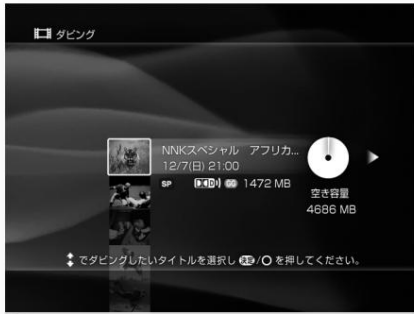 ダビング
NNKスペシャル アフリカ...
12/7(日) 21:00
SP 1472 MB
空き容量
4686 MB
でダビングしたいタイトルを選択し 決定/○ を押してください。